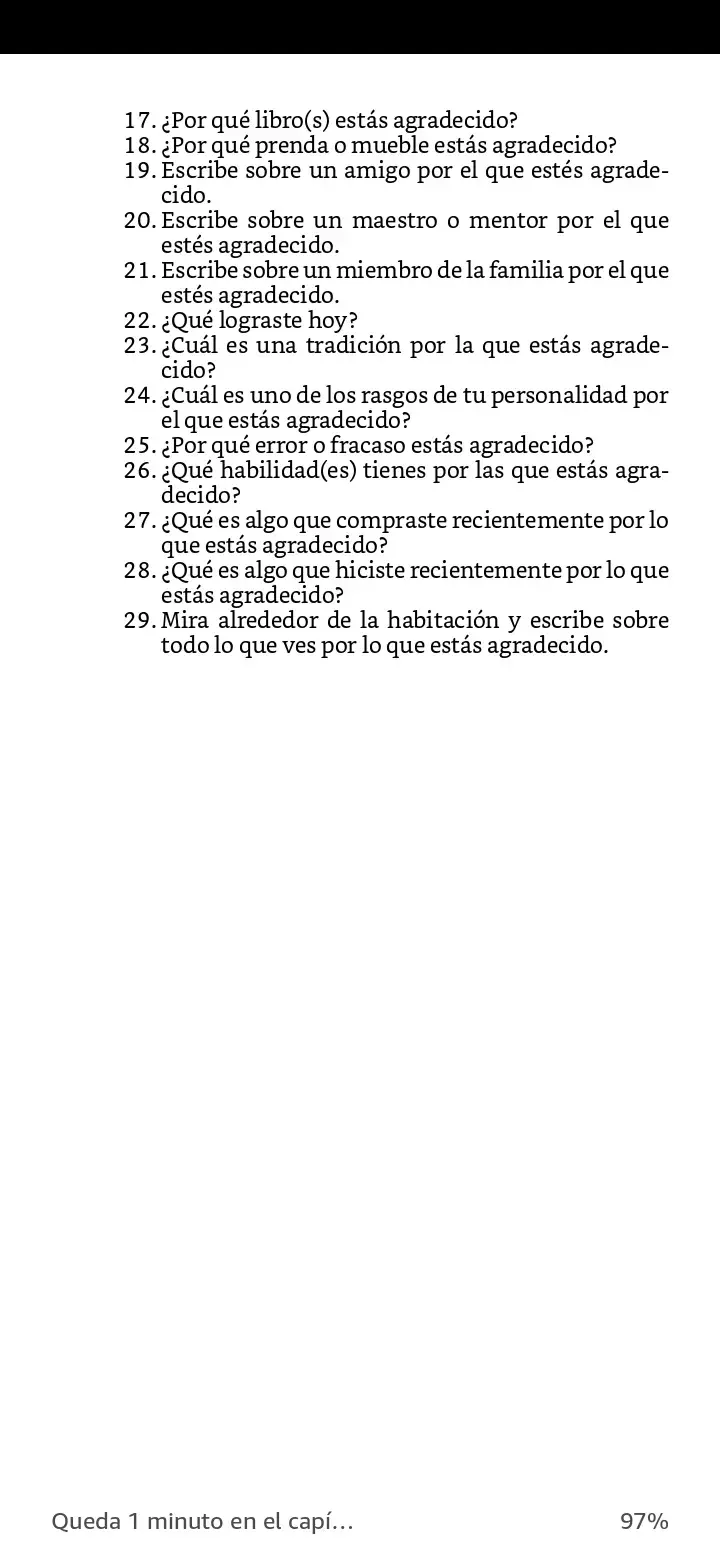 17. ¿Por qué libro(s) estás agradecido?
18. ¿Por qué prenda o mueble estás agradecido?
19. Escribe sobre un amigo por el que estés agrade-
cido.
20. Escribe sobre un maestro o mentor por el que
estés agradecido.
21. Escribe sobre un miembro de la familia por el que
estés agradecido.
22. ¿Qué lograste hoy?
23. ¿Cuál es una tradición por la que estás agrade-
cido?
24. ¿Cuál es uno de los rasgos de tu personalidad por
el que estás agradecido?
25. ¿Por qué error o fracaso estás agradecido?
26. ¿Qué habilidad(es) tienes por las que estás agra-
decido?
27. ¿Qué es algo que compraste recientemente por lo
que estás agradecido?
28. ¿Qué es algo que hiciste recientemente por lo que
estás agradecido?
29. Mira alrededor de la habitación y escribe sobre
todo lo que ves por lo que estás agradecido.
Queda 1 minuto en el capí... 97%